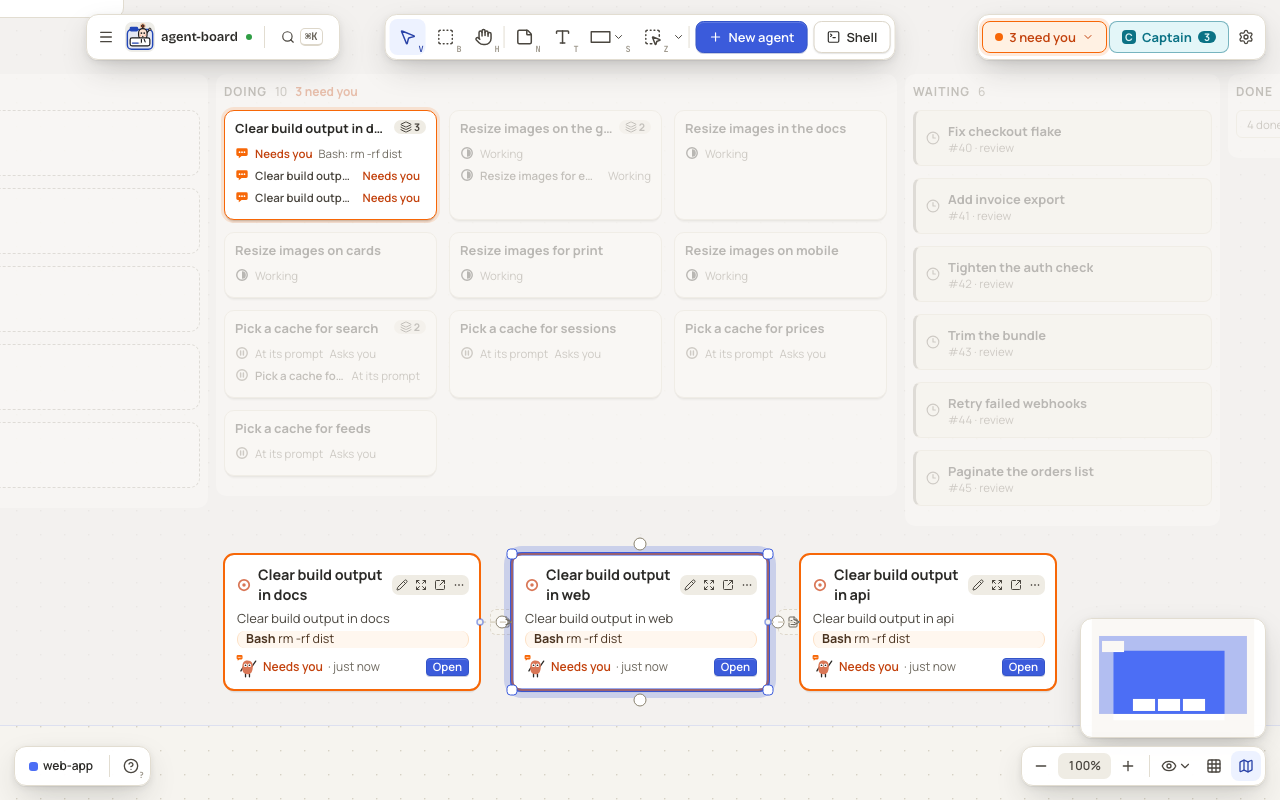 agent-board
⌘K
V
B
H
N
T
S
Z
New agent
Shell
3 need you
C Captain 3
DOING 10 3 need you
Clear build output in d… 3
Needs you Bash: rm -rf dist
Clear build outp… Needs you
Clear build outp… Needs you
Resize images on the g… 2
Working
Resize images for e… Working
Resize images in the docs
Working
Resize images on cards
Working
Resize images for print
Working
Resize images on mobile
Working
Pick a cache for search 2
At its prompt Asks you
Pick a cache fo… At its prompt
Pick a cache for sessions
At its prompt Asks you
Pick a cache for prices
At its prompt Asks you
Pick a cache for feeds
At its prompt Asks you
WAITING 6
Fix checkout flake
#40 · review
Add invoice export
#41 · review
Tighten the auth check
#42 · review
Trim the bundle
#43 · review
Retry failed webhooks
#44 · review
Paginate the orders list
#45 · review
DONE
4 done
Clear build output
in docs
Clear build output in docs
Bash rm -rf dist
Needs you · just now
Open
Clear build output
in web
Clear build output in web
Bash rm -rf dist
Needs you · just now
Open
Clear build output
in api
Clear build output in api
Bash rm -rf dist
Needs you · just now
Open
web-app
?
100%